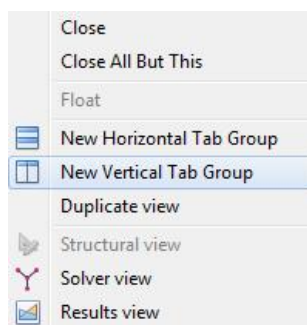 Close
Close All But This
Float
New Horizontal Tab Group
New Vertical Tab Group
Duplicate view
Structural view
Solver view
Results view